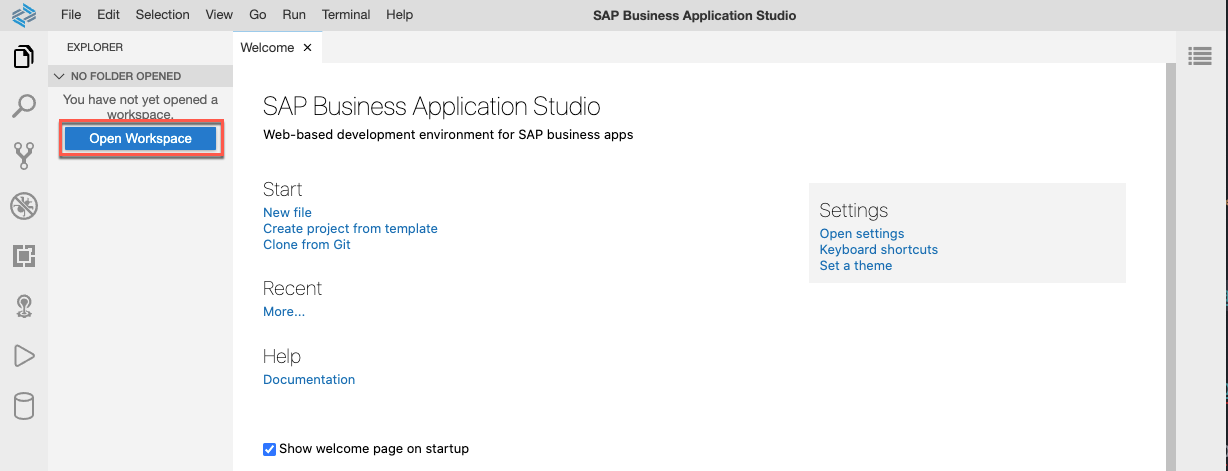 File Edit Selection View Go Run Terminal Help SAP Business Application Studio
EXPLORER
Welcome ×
NO FOLDER OPENED
You have not yet opened a
workspace.
Open Workspace
SAP Business Application Studio
Web-based development environment for SAP business apps
Start
New file
Create project from template
Clone from Git
Recent
More...
Help
Documentation
Show welcome page on startup
Settings
Open settings
Keyboard shortcuts
Set a theme